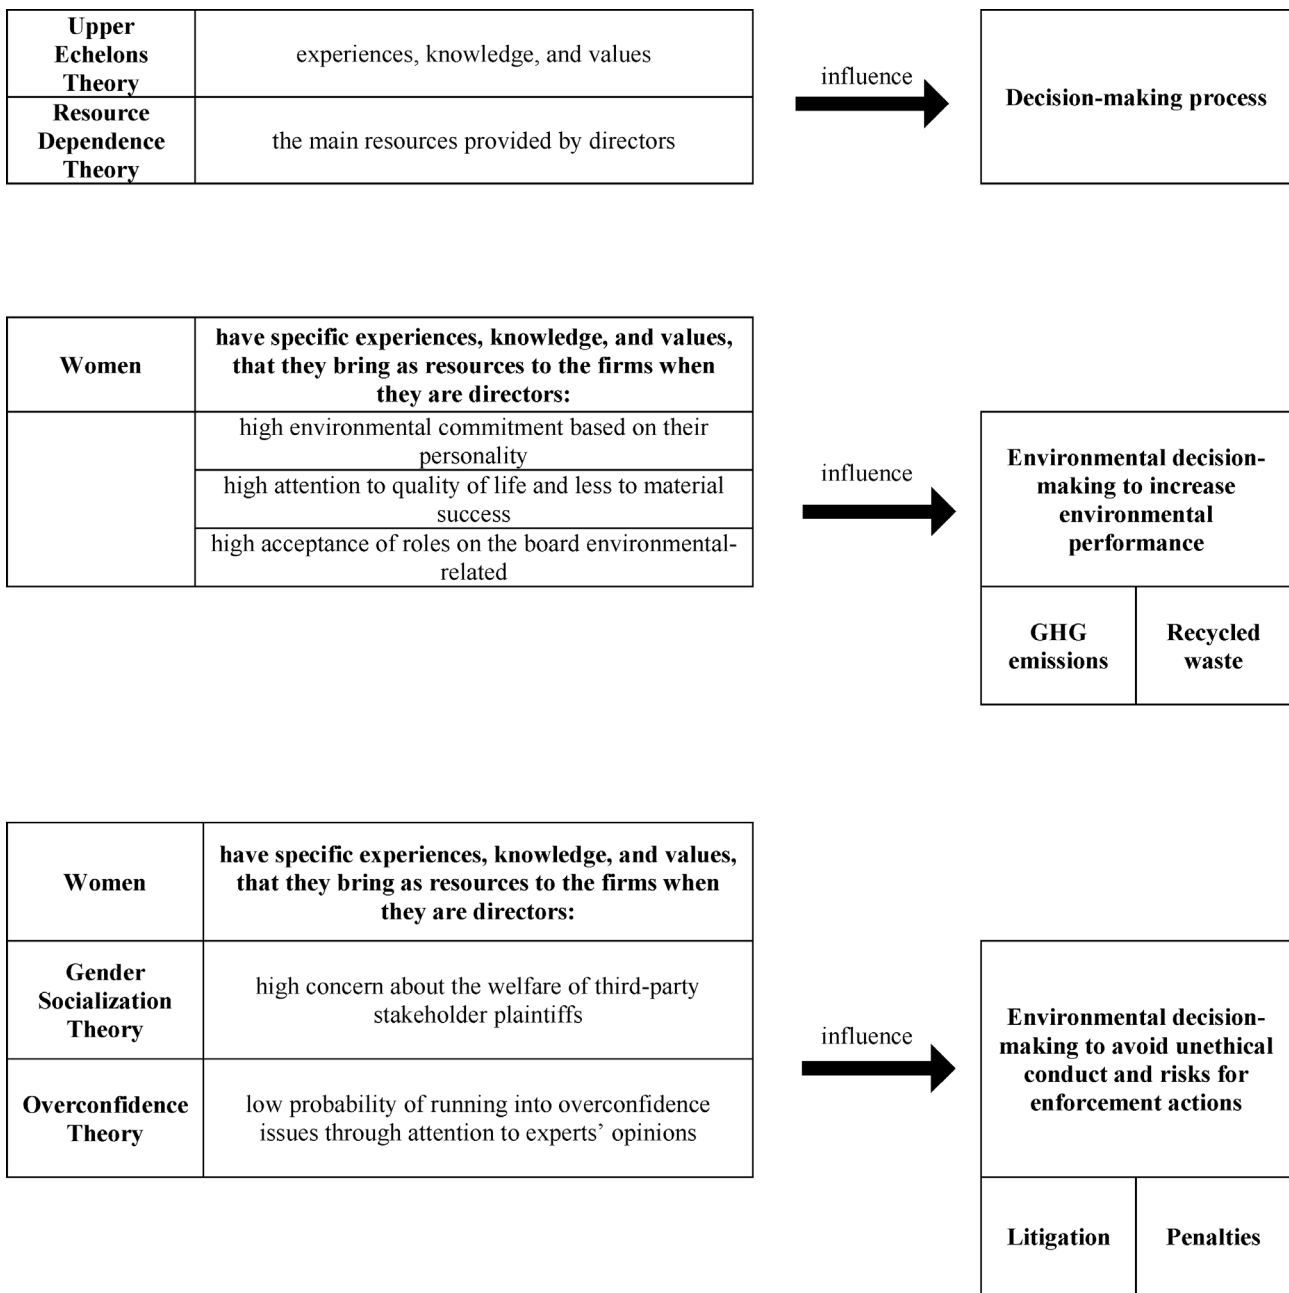 Upper
Echelons
Theory
experiences, knowledge, and values
Resource
Dependence
Theory
the main resources provided by directors
influence
Decision-making process
Women
have specific experiences, knowledge, and values,
that they bring as resources to the firms when
they are directors:
high environmental commitment based on their
personality
high attention to quality of life and less to material
success
high acceptance of roles on the board environmental-
related
influence
Environmental decision-
making to increase
environmental
performance
GHG
emissions
Recycled
waste
Women
have specific experiences, knowledge, and values,
that they bring as resources to the firms when
they are directors:
Gender
Socialization
Theory
high concern about the welfare of third-party
stakeholder plaintiffs
Overconfidence
Theory
low probability of running into overconfidence
issues through attention to experts’ opinions
influence
Environmental decision-
making to avoid unethical
conduct and risks for
enforcement actions
Litigation
Penalties